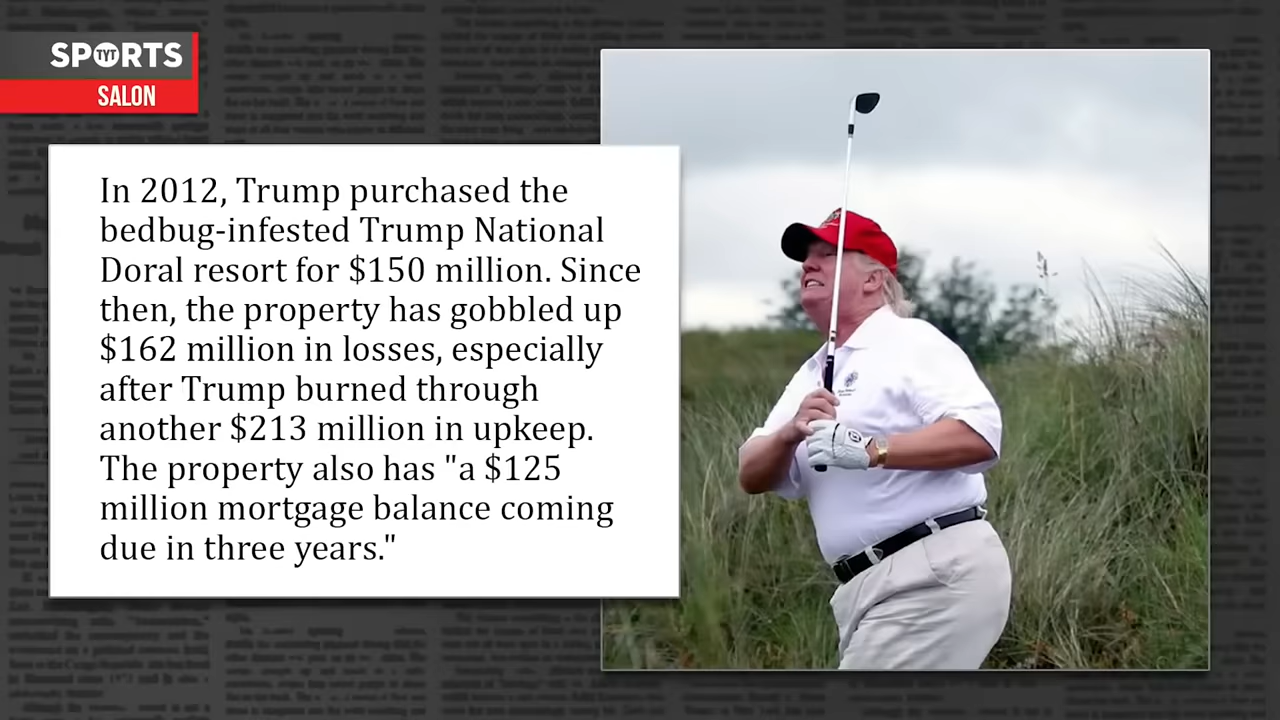 SPORTS
TYT
SALON
In 2012, Trump purchased the
bedbug-infested Trump National
Doral resort for $150 million. Since
then, the property has gobbled up
$162 million in losses, especially
after Trump burned through
another $213 million in upkeep.
The property also has "a $125
million mortgage balance coming
due in three years."